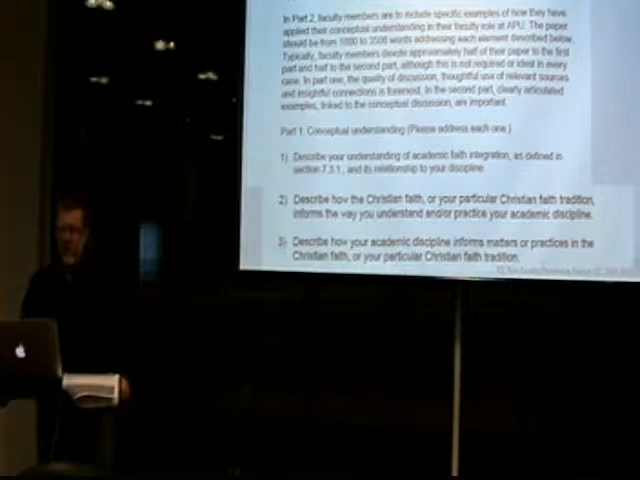 In Part 2, faculty members are to include specific examples of how they have
applied their conceptual understanding in their faculty role at APU. The paper
should be from 1800 to 3500 words addressing each element described below.
Typically, faculty members devote approximately half of their paper to the first
part and half to the second part, although this is not required or ideal in every
case. In part one, the quality of discussion, thoughtful use of relevant sources
and insightful connections is foremost. In the second part, clearly articulated
examples, linked to the conceptual discussion, are important.
Part 1: Conceptual understanding (Please address each one.)
1) Describe your understanding of academic faith integration, as defined in
section 7.3.1, and its relationship to your discipline.
2) Describe how the Christian faith, or your particular Christian faith tradition,
informs the way you understand and/or practice your academic discipline.
3) Describe how your academic discipline informs matters or practices in the
Christian faith, or your particular Christian faith tradition.